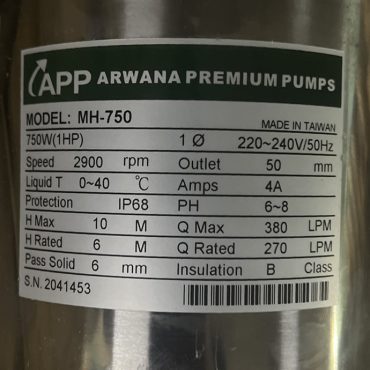 APP ARWANA PREMIUM PUMPS
MODEL: MH-750 MADE IN TAIWAN
750W(1HP) 1 Ø 220~240V/50Hz
Speed 2900 rpm Outlet 50 mm
Liquid T 0~40 ℃ Amps 4A
Protection IP68 PH 6~8
H Max 10 M Q Max 380 LPM
H Rated 6 M Q Rated 270 LPM
Pass Solid 6 mm Insulation B Class
S.N. 2041453